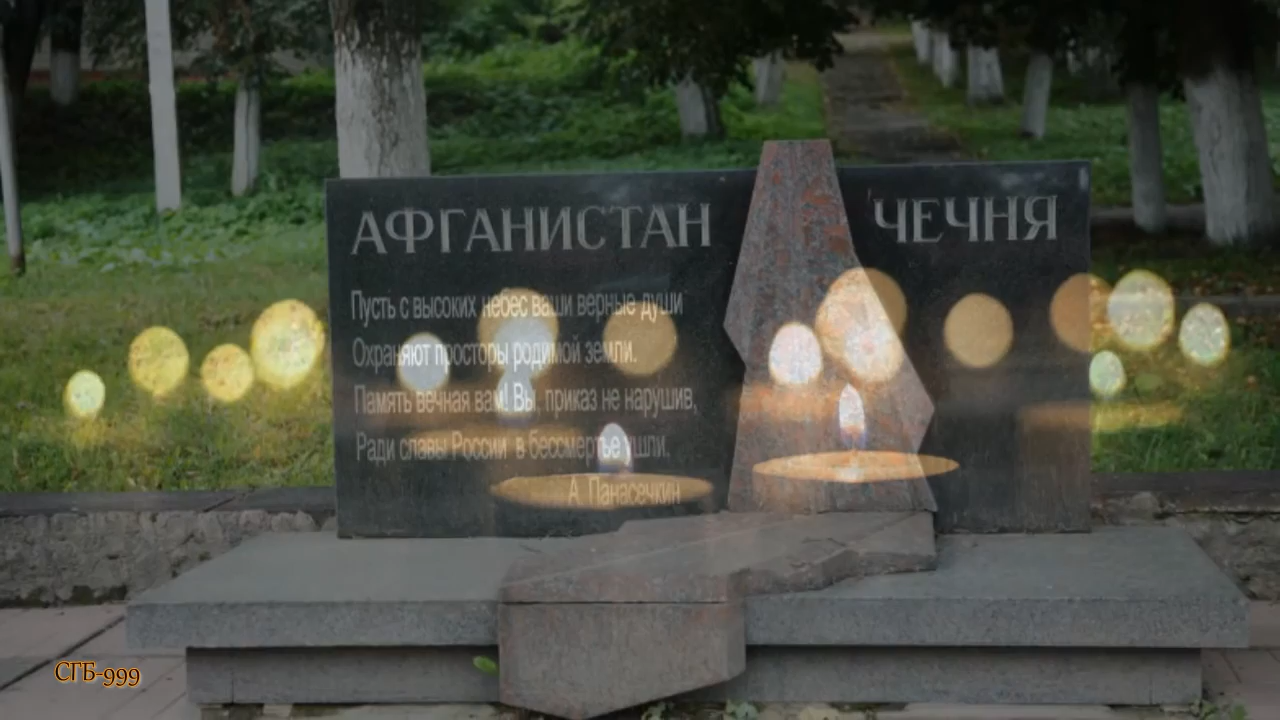 АФГАНИСТАН
ЧЕЧНЯ
Пусть с высоких небес ваши верные души
Охраняют просторы родимой земли.
Память вечная вам! Вы, приказ не нарушив,
Ради славы России в бессмертье ушли.
А. Панасечкин
СГБ-999